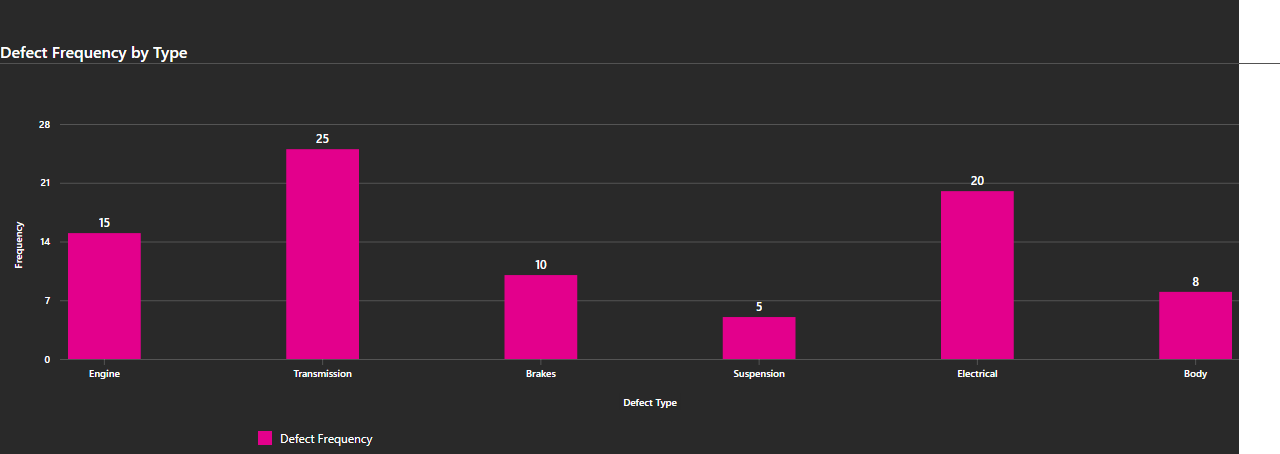 Defect Frequency by Type
28
21
14
7
0
Frequency
15
25
10
5
20
8
Engine Transmission Brakes Suspension Electrical Body
Defect Type
Defect Frequency